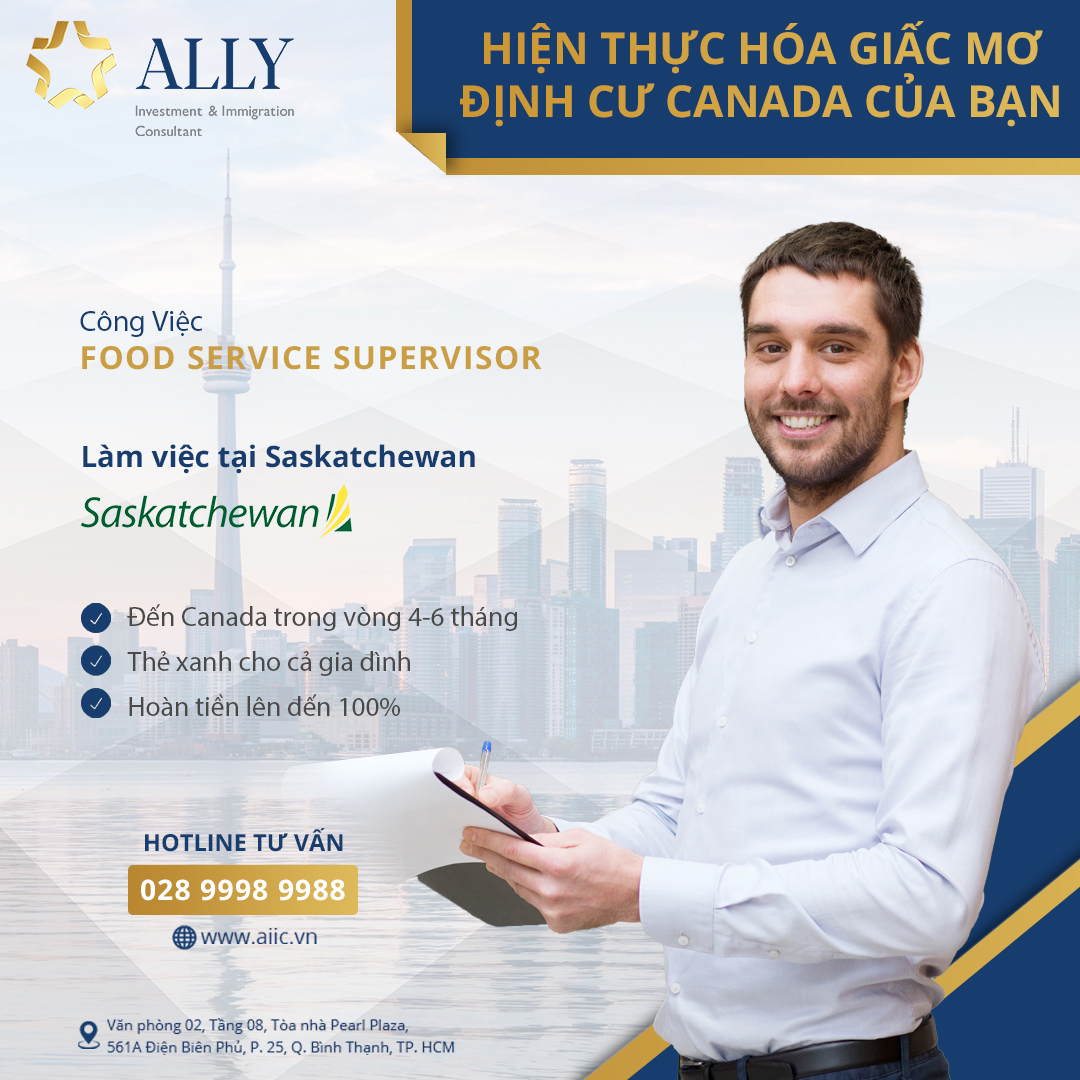 ALLY
Investment & Immigration
Consultant
HIỆN THỰC HÓA GIẤC MƠ
ĐỊNH CƯ CANADA CỦA BẠN
Công Việc
FOOD SERVICE SUPERVISOR
Làm việc tại Saskatchewan
Saskatchewan
Đến Canada trong vòng 4-6 tháng
Thẻ xanh cho cả gia đình
Hoàn tiền lên đến 100%
HOTLINE TƯ VẤN
028 9998 9988
www.aiic.vn
Văn phòng 02, Tầng 08, Tòa nhà Pearl Plaza,
561A Điện Biên Phủ, P. 25, Q. Bình Thạnh, TP. HCM